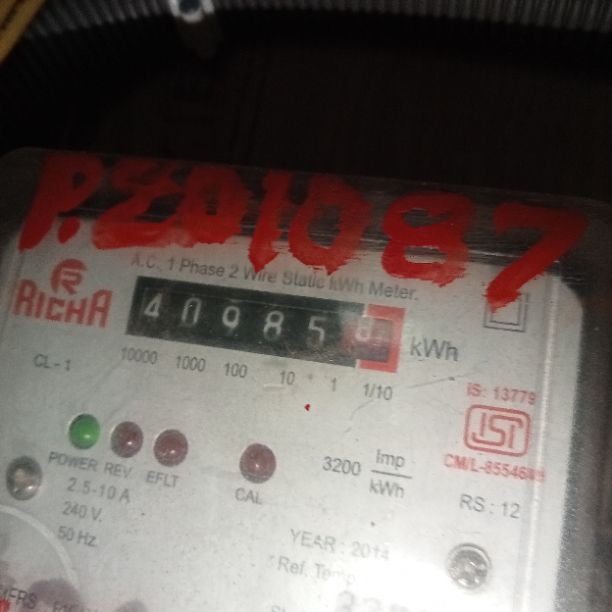 P.201087
A.C. 1 Phase 2 Wire Static kWh Meter.
RICHA
40985 kWh
CL - 1
10000 1000 100 10 1 1/10
IS: 13779
ISI
POWER REV EFLT CAL
3200 Imp
kWh
2.5-10 A
240 V.
50 Hz.
RS : 12
YEAR : 2014
Ref. Temp